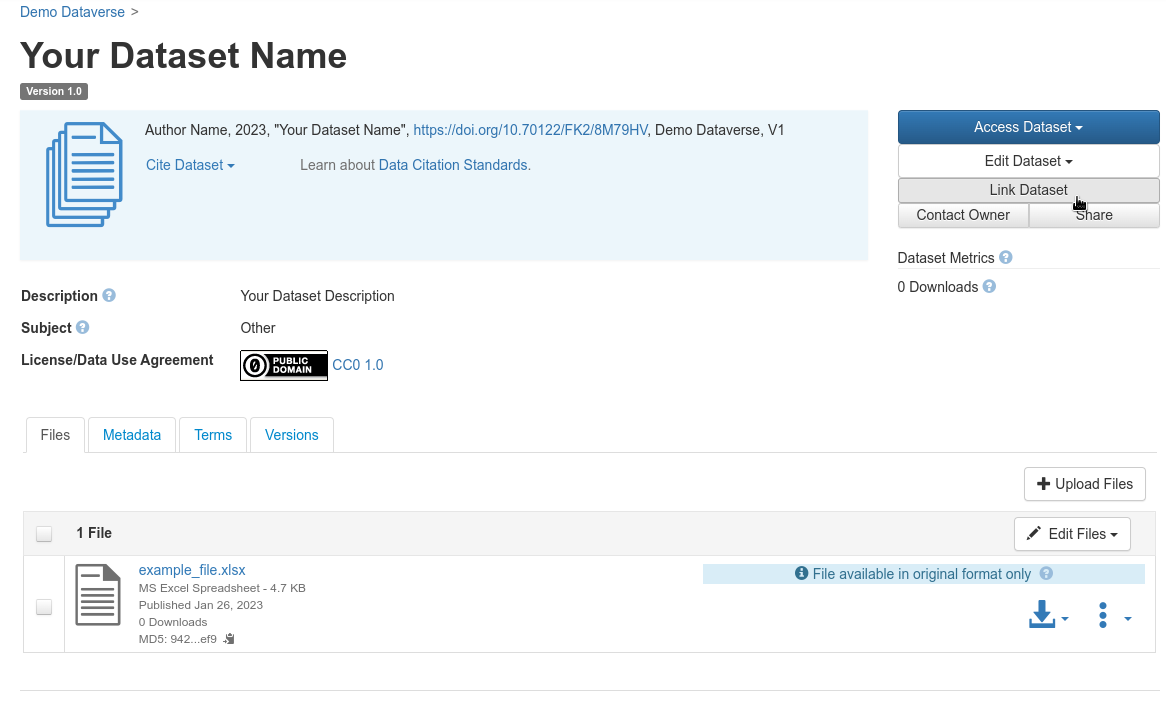 Demo Dataverse >
Your Dataset Name
Version 1.0
Author Name, 2023, "Your Dataset Name", https://doi.org/10.70122/FK2/8M79HV, Demo Dataverse, V1
Cite Dataset
Learn about Data Citation Standards.
Access Dataset
Edit Dataset
Link Dataset
Contact Owner
Share
Dataset Metrics
0 Downloads
Description
Your Dataset Description
Subject
Other
License/Data Use Agreement
PUBLIC
DOMAIN
CC0 1.0
Files
Metadata
Terms
Versions
Upload Files
1 File
Edit Files
example_file.xlsx
MS Excel Spreadsheet - 4.7 KB
Published Jan 26, 2023
0 Downloads
MD5: 942...ef9
File available in original format only